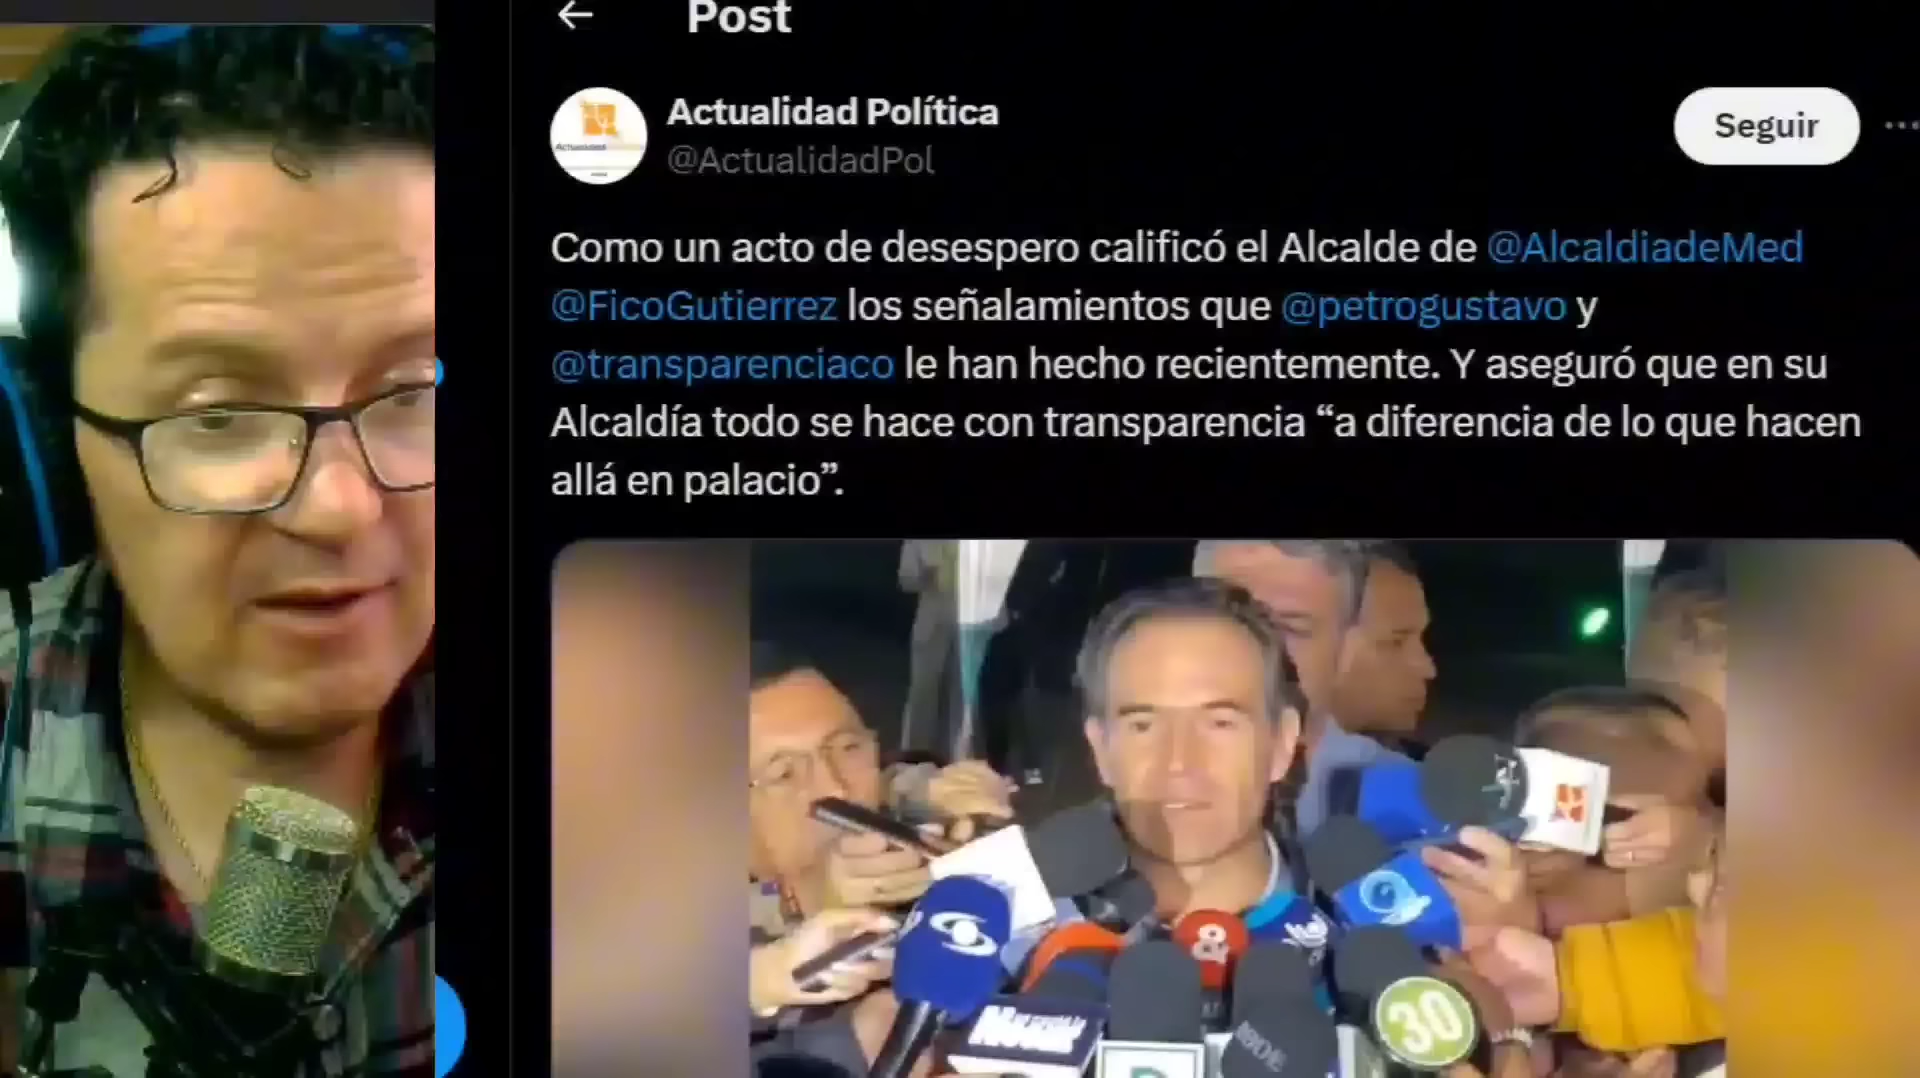 Post
Actualidad Política
@ActualidadPol
Seguir
Como un acto de desespero calificó el Alcalde de @AlcaldiadeMed
@FicoGutierrez los señalamientos que @petrogustavo y
@transparenciaco le han hecho recientemente. Y aseguró que en su
Alcaldía todo se hace con transparencia “a diferencia de lo que hacen
allá en palacio”.
30